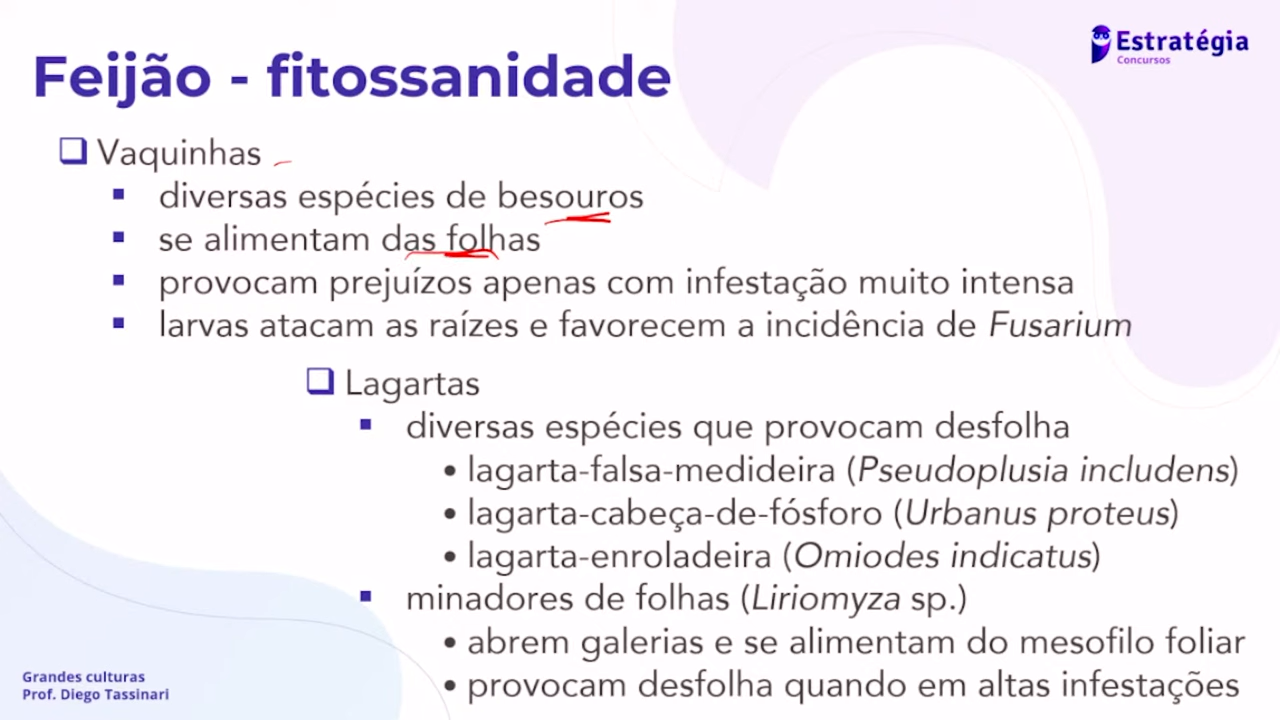 Estratégia
Concursos
Feijão - fitossanidade
Vaquinhas
diversas espécies de besouros
se alimentam das folhas
provocam prejuízos apenas com infestação muito intensa
larvas atacam as raízes e favorecem a incidência de Fusarium
Lagartas
diversas espécies que provocam desfolha
lagarta-falsa-medideira (Pseudoplusia includens)
lagarta-cabeça-de-fósforo (Urbanus proteus)
lagarta-enroladeira (Omiodes indicatus)
minadores de folhas (Liriomyza sp.)
abrem galerias e se alimentam do mesofilo foliar
provocam desfolha quando em altas infestações
Grandes culturas
Prof. Diego Tassinari